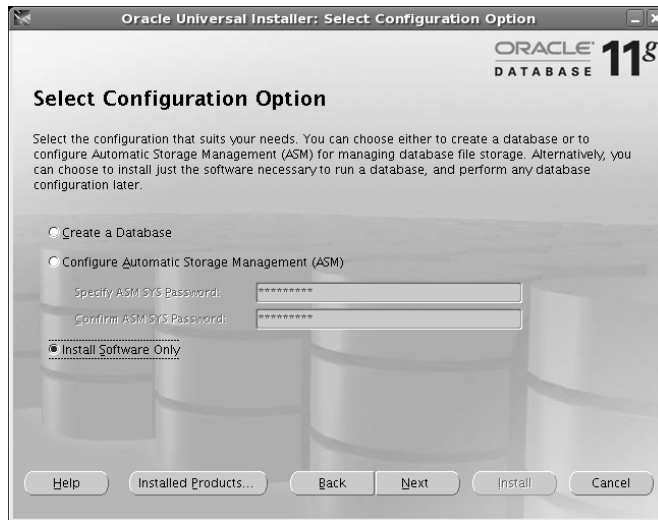 Oracle Universal Installer: Select Configuration Option
ORACLE
DATABASE 11g
Select Configuration Option
Select the configuration that suits your needs. You can choose either to create a database or to
configure Automatic Storage Management (ASM) for managing database file storage. Alternatively, you
can choose to install just the software necessary to run a database, and perform any database
configuration later.
Create a Database
Configure Automatic Storage Management (ASM)
Specify ASM SYS Password: *********
Confirm ASM SYS Password: *********
Install Software Only
Help Installed Products... Back Next Install Cancel